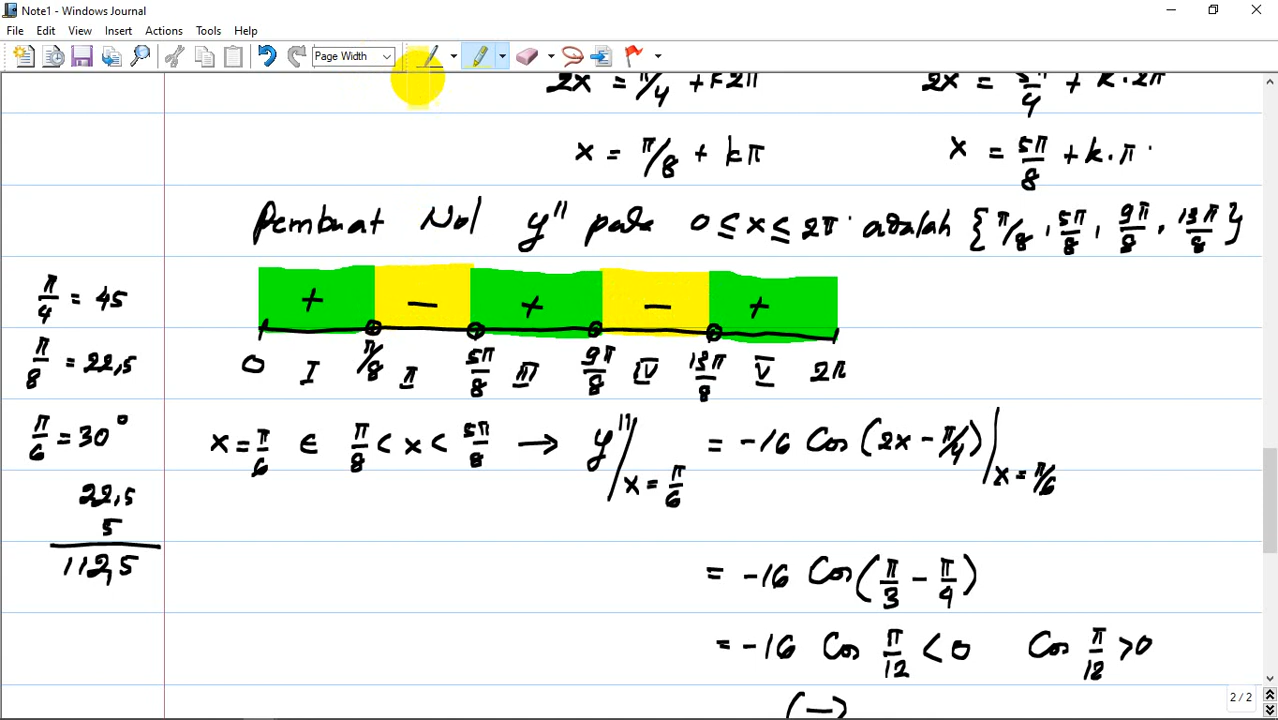 Note1 - Windows Journal
File Edit View Insert Actions Tools Help
Page Width
2x = π/4 + k2π 2x = 5π/4 + k·2π
x = π/8 + kπ x = 5π/8 + k·π
Pembuat Nol y'' pada 0 ≤ x ≤ 2π adalah {π/8, 5π/8, 9π/8, 13π/8}
π/4 = 45
+ - + - +
π/8 = 22,5
0 I π/8 II 5π/8 III 9π/8 IV 13π/8 V 2π
π/6 = 30°
x = π/6 ∈ π/8 < x < 5π/8 → y''/x = π/6 = -16 Cos(2x - π/4)|x = π/6
22,5
5
112,5
= -16 Cos(π/3 - π/4)
= -16 Cos π/12 < 0 Cos π/12 > 0
(-)
2 / 2